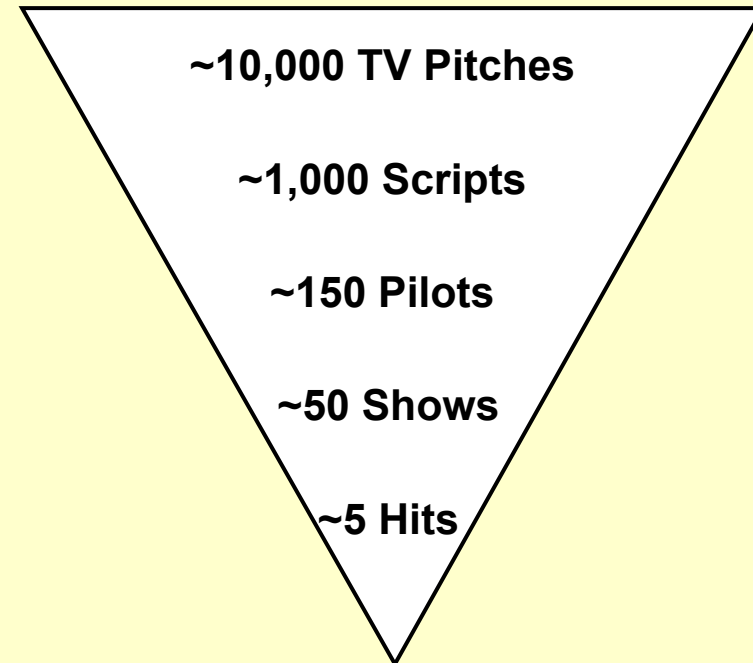 ~10,000 TV Pitches
~1,000 Scripts
~150 Pilots
~50 Shows
~5 Hits